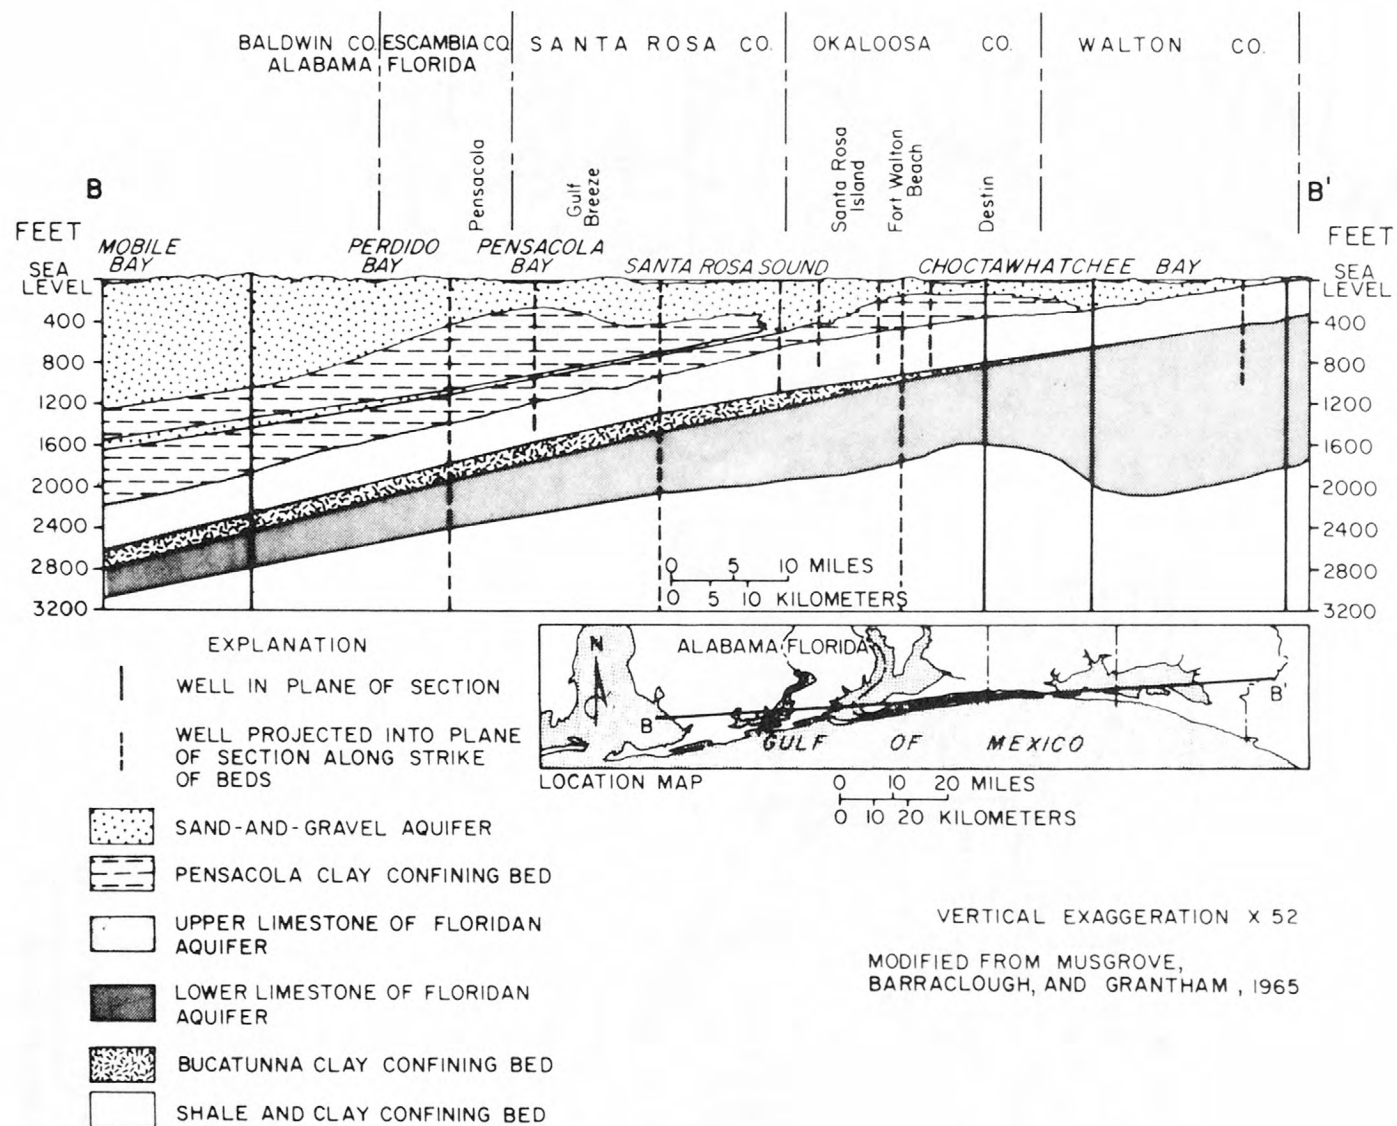 BALDWIN CO. ESCAMBIA CO. SANTA ROSA CO. OKALOOSA CO. WALTON CO.
ALABAMA FLORIDA
Pensacola
Gulf
Breeze
Santa Rosa
Island
Fort Walton
Beach
Destin
B B'
FEET FEET
MOBILE
BAY
PERDIDO
BAY
PENSACOLA
BAY
SANTA ROSA SOUND
CHOCTAWHATCHEE BAY
SEA
LEVEL
400
800
1200
1600
2000
2400
2800
3200
SEA
LEVEL
400
800
1200
1600
2000
2400
2800
3200
0 5 10 MILES
0 5 10 KILOMETERS
EXPLANATION
WELL IN PLANE OF SECTION
WELL PROJECTED INTO PLANE
OF SECTION ALONG STRIKE
OF BEDS
SAND-AND-GRAVEL AQUIFER
PENSACOLA CLAY CONFINING BED
UPPER LIMESTONE OF FLORIDAN
AQUIFER
LOWER LIMESTONE OF FLORIDAN
AQUIFER
BUCATUNNA CLAY CONFINING BED
SHALE AND CLAY CONFINING BED
N
ALABAMA FLORIDA
B B'
GULF OF MEXICO
LOCATION MAP
0 10 20 MILES
0 10 20 KILOMETERS
VERTICAL EXAGGERATION X 52
MODIFIED FROM MUSGROVE,
BARRACLOUGH, AND GRANTHAM, 1965